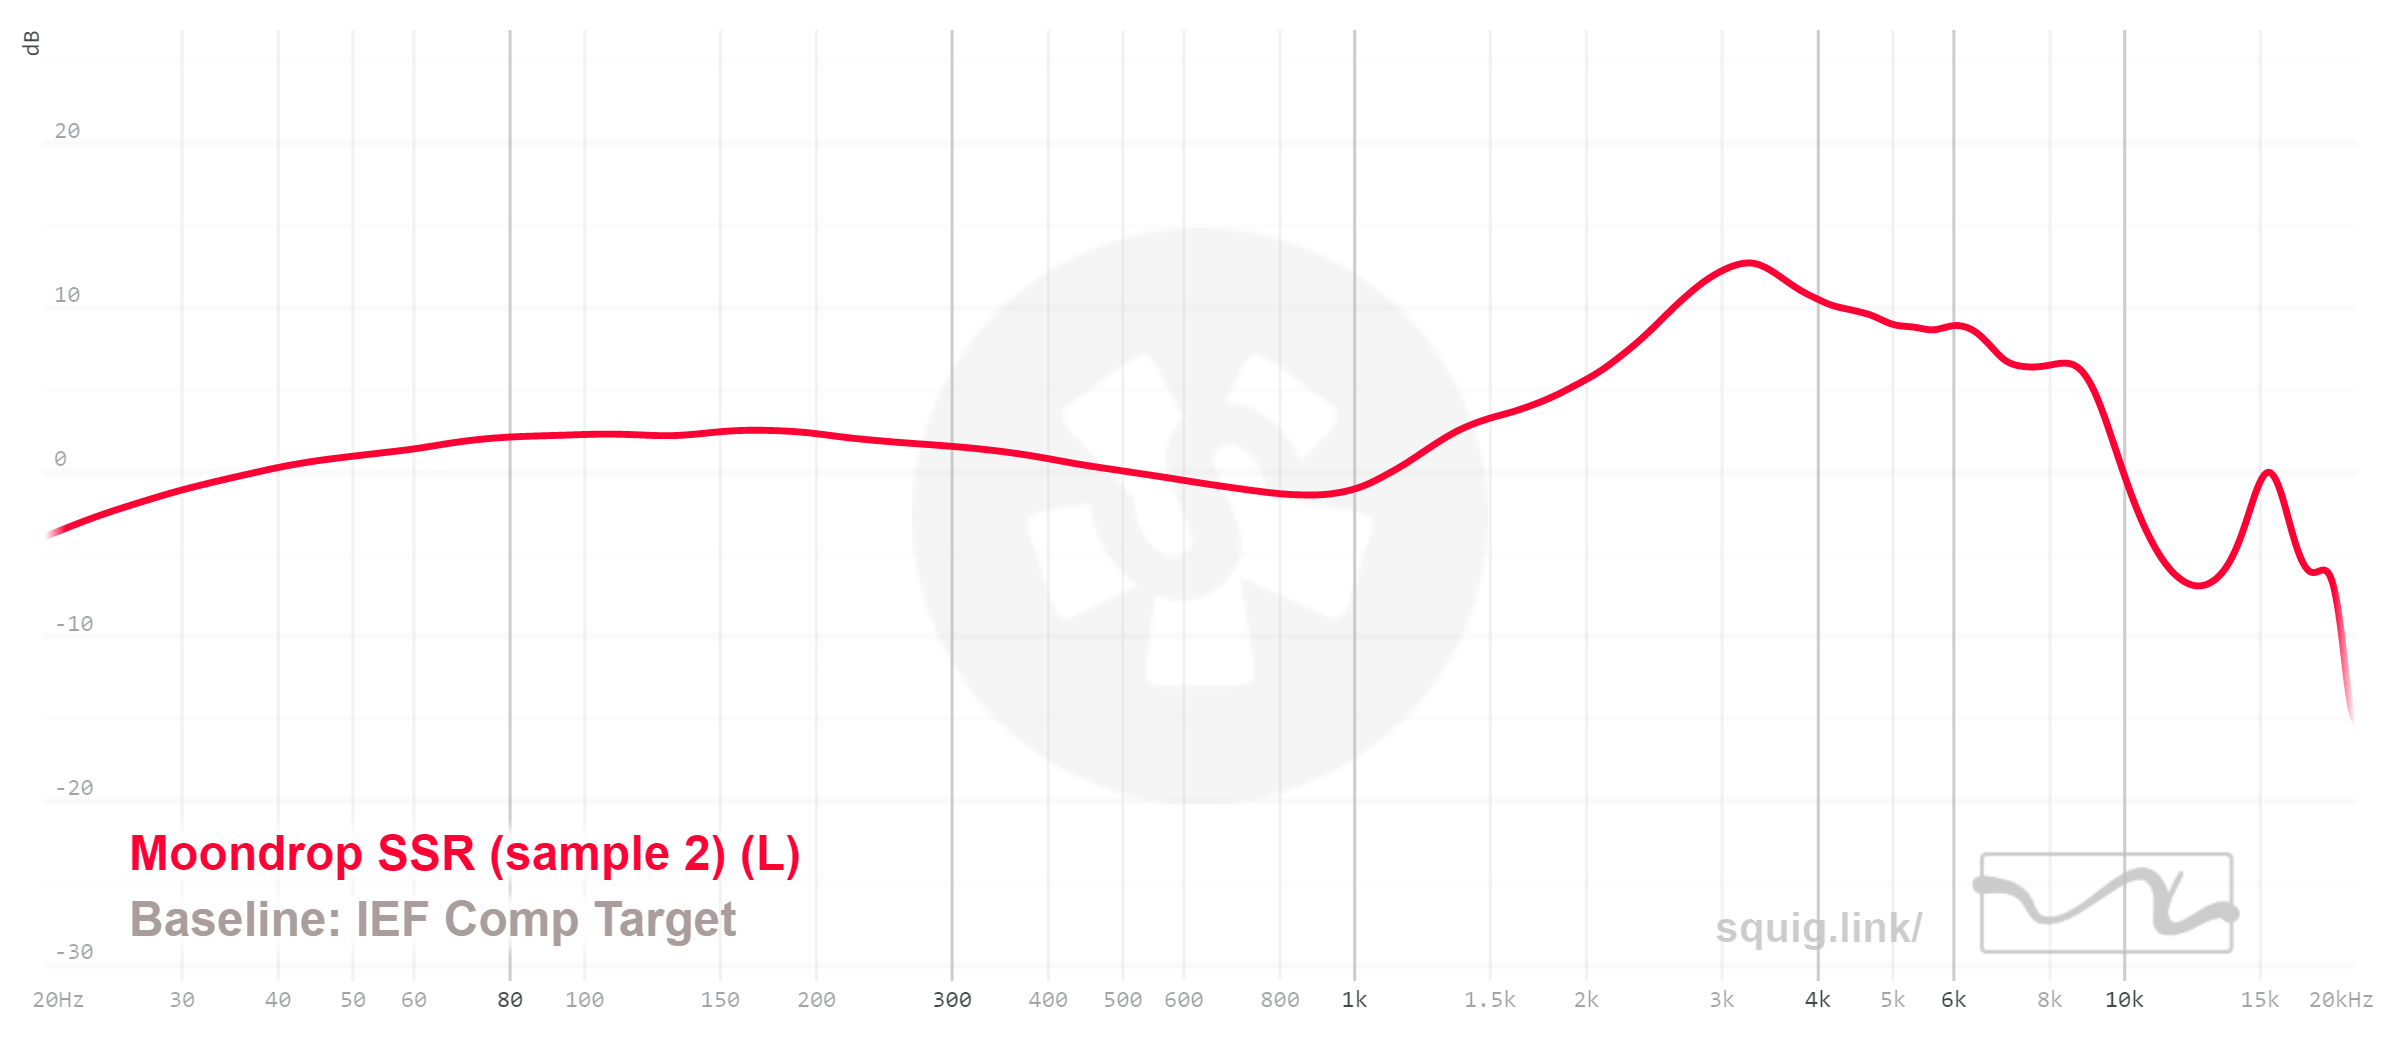 dB
20
10
0
-10
-20
-30
Moondrop SSR (sample 2) (L)
Baseline: IEF Comp Target
squig.link/
20Hz 30 40 50 60 80 100 150 200 300 400 500 600 800 1k 1.5k 2k 3k 4k 5k 6k 8k 10k 15k 20kHz